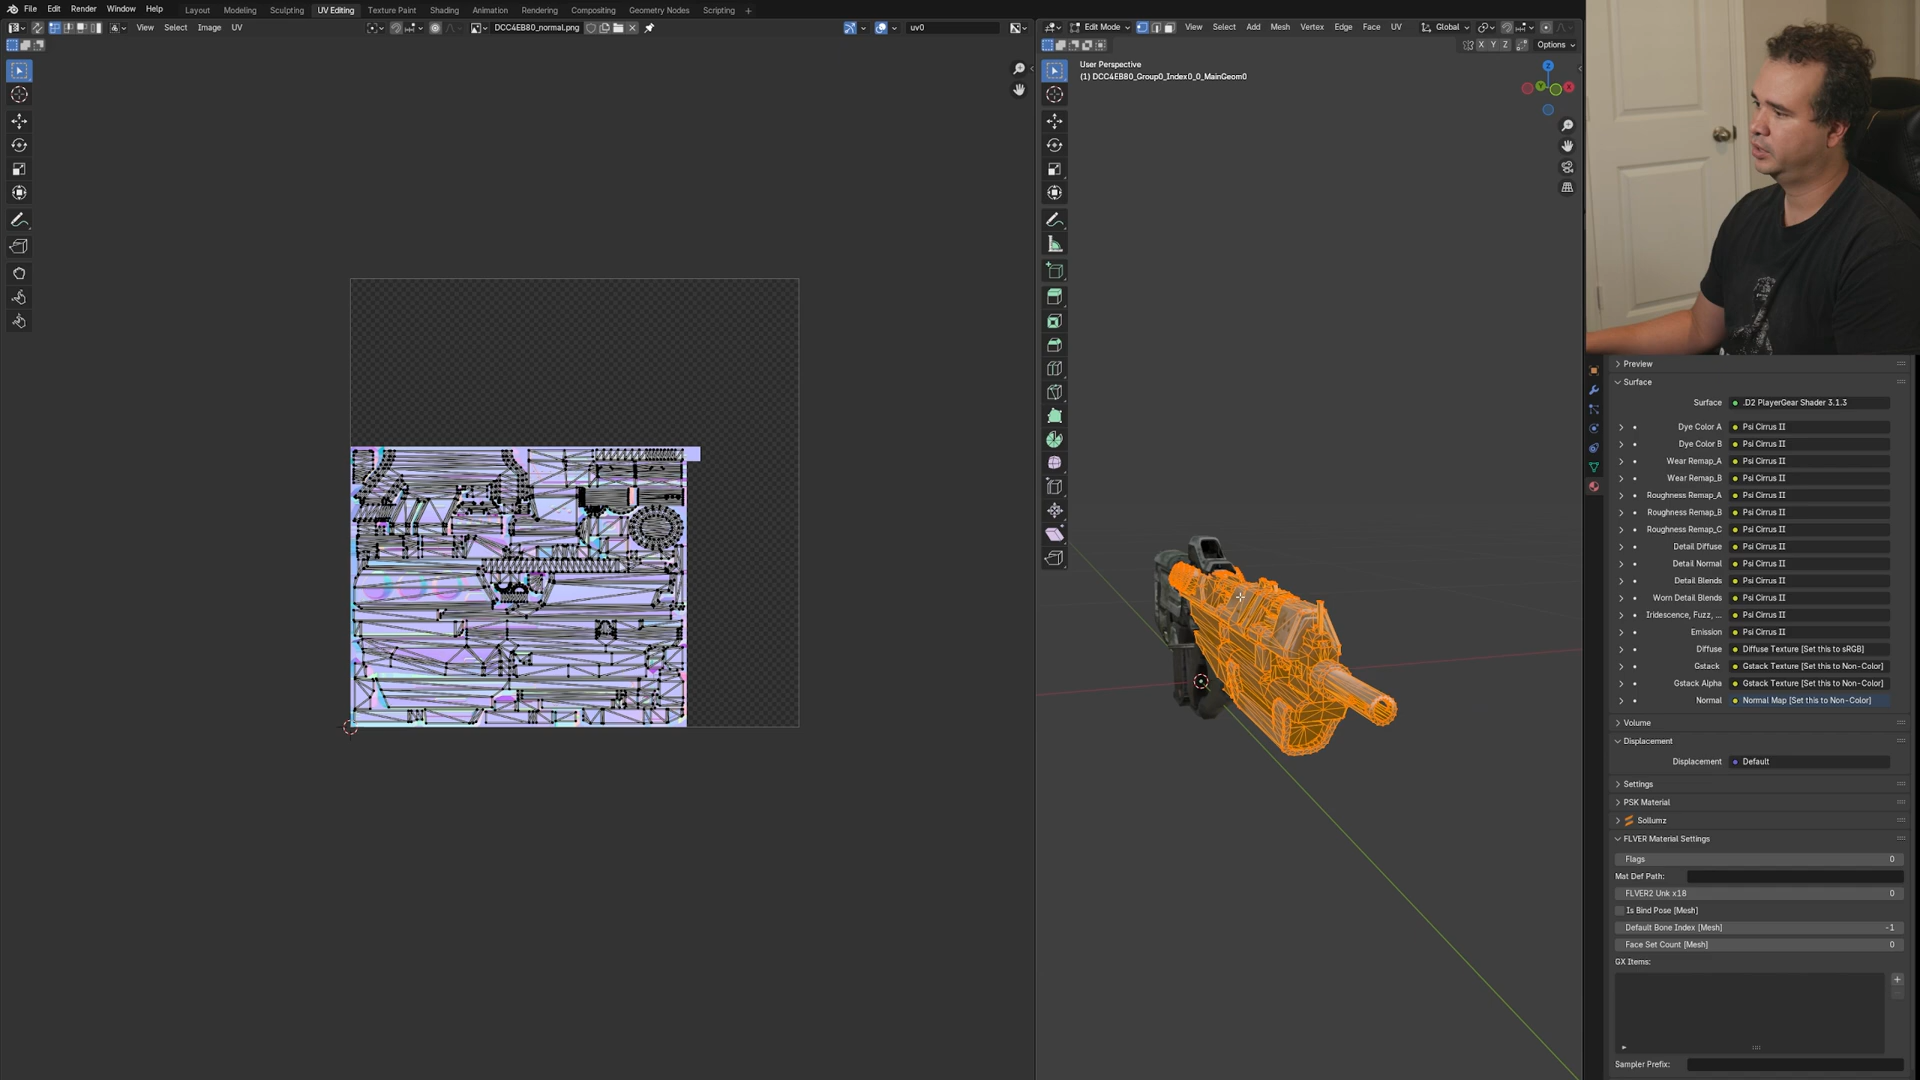 File Edit Render Window Help Layout Modeling Sculpting UV Editing Texture Paint Shading Animation Rendering Compositing Geometry Nodes Scripting +
View Select Image UV DCC4EB80_normal.png uv0
Edit Mode View Select Add Mesh Vertex Edge Face UV Global
X Y Z Options
User Perspective
(1) DCC4EB80_Group0_Index0_0_MainGeom0
Z
Y X
Preview
Surface
Surface .D2 PlayerGear Shader 3.1.3
Dye Color A Psi Cirrus II
Dye Color B Psi Cirrus II
Wear Remap_A Psi Cirrus II
Wear Remap_B Psi Cirrus II
Roughness Remap_A Psi Cirrus II
Roughness Remap_B Psi Cirrus II
Roughness Remap_C Psi Cirrus II
Detail Diffuse Psi Cirrus II
Detail Normal Psi Cirrus II
Detail Blends Psi Cirrus II
Worn Detail Blends Psi Cirrus II
Iridescence, Fuzz, ... Psi Cirrus II
Emission Psi Cirrus II
Diffuse Diffuse Texture [Set this to sRGB]
Gstack Gstack Texture [Set this to Non-Color]
Gstack Alpha Gstack Texture [Set this to Non-Color]
Normal Normal Map [Set this to Non-Color]
Volume
Displacement
Displacement Default
Settings
PSK Material
Sollumz
FLVER Material Settings
Flags 0
Mat Def Path:
FLVER2 Unk x18 0
Is Bind Pose [Mesh]
Default Bone Index [Mesh] -1
Face Set Count [Mesh] 0
GX Items:
Sampler Prefix: